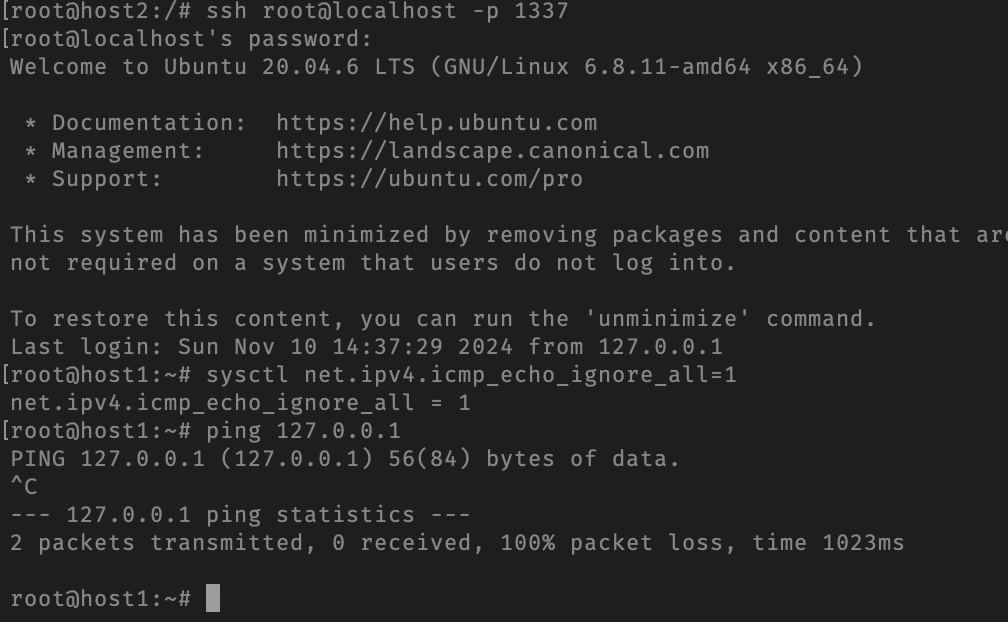 [root@host2:/# ssh root@localhost -p 1337
[root@localhost's password:
Welcome to Ubuntu 20.04.6 LTS (GNU/Linux 6.8.11-amd64 x86_64)
* Documentation:  https://help.ubuntu.com
* Management:     https://landscape.canonical.com
* Support:        https://ubuntu.com/pro
This system has been minimized by removing packages and content that are
not required on a system that users do not log into.
To restore this content, you can run the 'unminimize' command.
Last login: Sun Nov 10 14:37:29 2024 from 127.0.0.1
[root@host1:~# sysctl net.ipv4.icmp_echo_ignore_all=1
net.ipv4.icmp_echo_ignore_all = 1
[root@host1:~# ping 127.0.0.1
PING 127.0.0.1 (127.0.0.1) 56(84) bytes of data.
^C
--- 127.0.0.1 ping statistics ---
2 packets transmitted, 0 received, 100% packet loss, time 1023ms
root@host1:~#